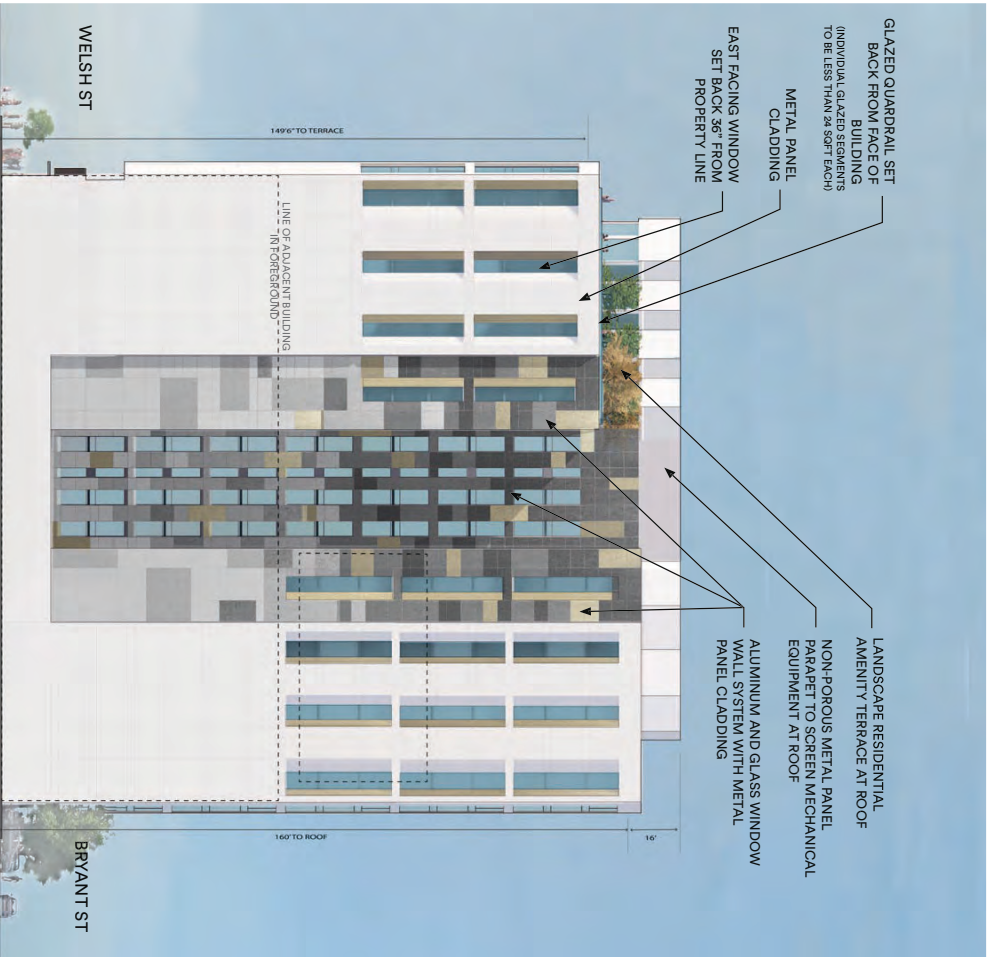 GLAZED QUARDRAIL SET
BACK FROM FACE OF
BUILDING
(INDIVIDUAL GLAZED SEGMENTS
TO BE LESS THAN 24 SQFT EACH)
METAL PANEL
CLADDING
EAST FACING WINDOW
SET BACK 36" FROM
PROPERTY LINE
LANDSCAPE RESIDENTIAL
AMENITY TERRACE AT ROOF
NON-POROUS METAL PANEL
PARAPET TO SCREEN MECHANICAL
EQUIPMENT AT ROOF
ALUMINUM AND GLASS WINDOW
WALL SYSTEM WITH METAL
PANEL CLADDING
16'
149'6" TO TERRACE
160' TO ROOF
LINE OF ADJACENT BUILDING
IN FOREGROUND
WELSH ST
BRYANT ST